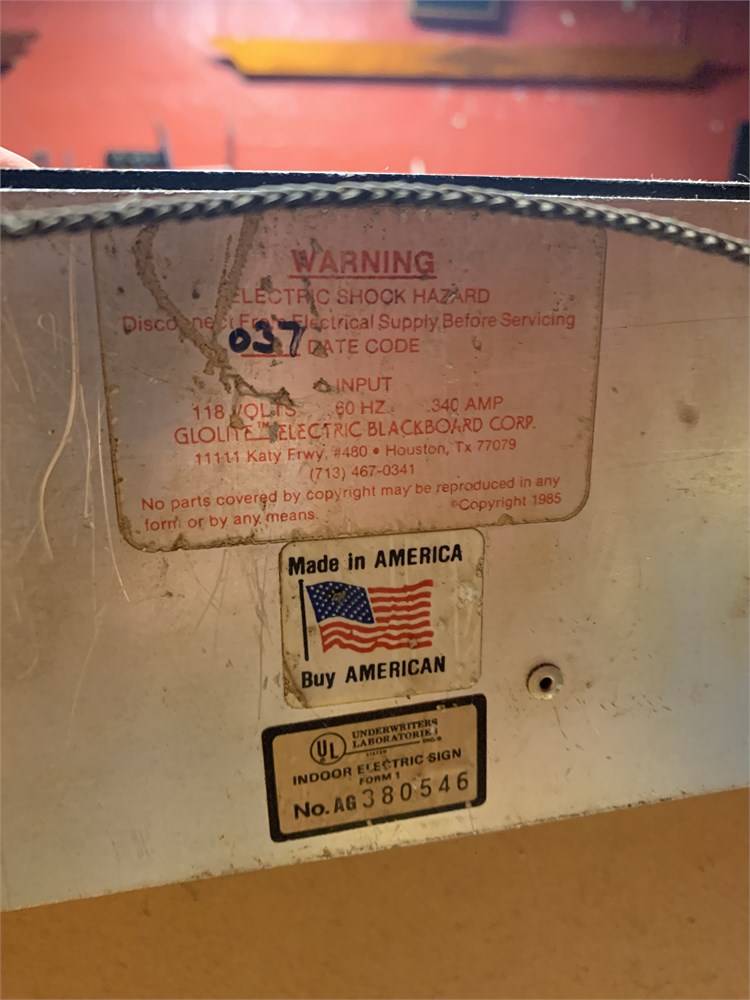 WARNING
ELECTRIC SHOCK HAZARD
Disconnect From Electrical Supply Before Servicing
037 DATE CODE
INPUT
118 VOLTS 60 HZ .340 AMP
GLOLITE™ ELECTRIC BLACKBOARD CORP.
11111 Katy Frwy, #480 • Houston, Tx 77079
(713) 467-0341
No parts covered by copyright may be reproduced in any
form or by any means. ©Copyright 1985
Made in AMERICA
Buy AMERICAN
UL UNDERWRITERS
LABORATORIES
INC.®
LISTED
INDOOR ELECTRIC SIGN
FORM 1
No. AG 380546